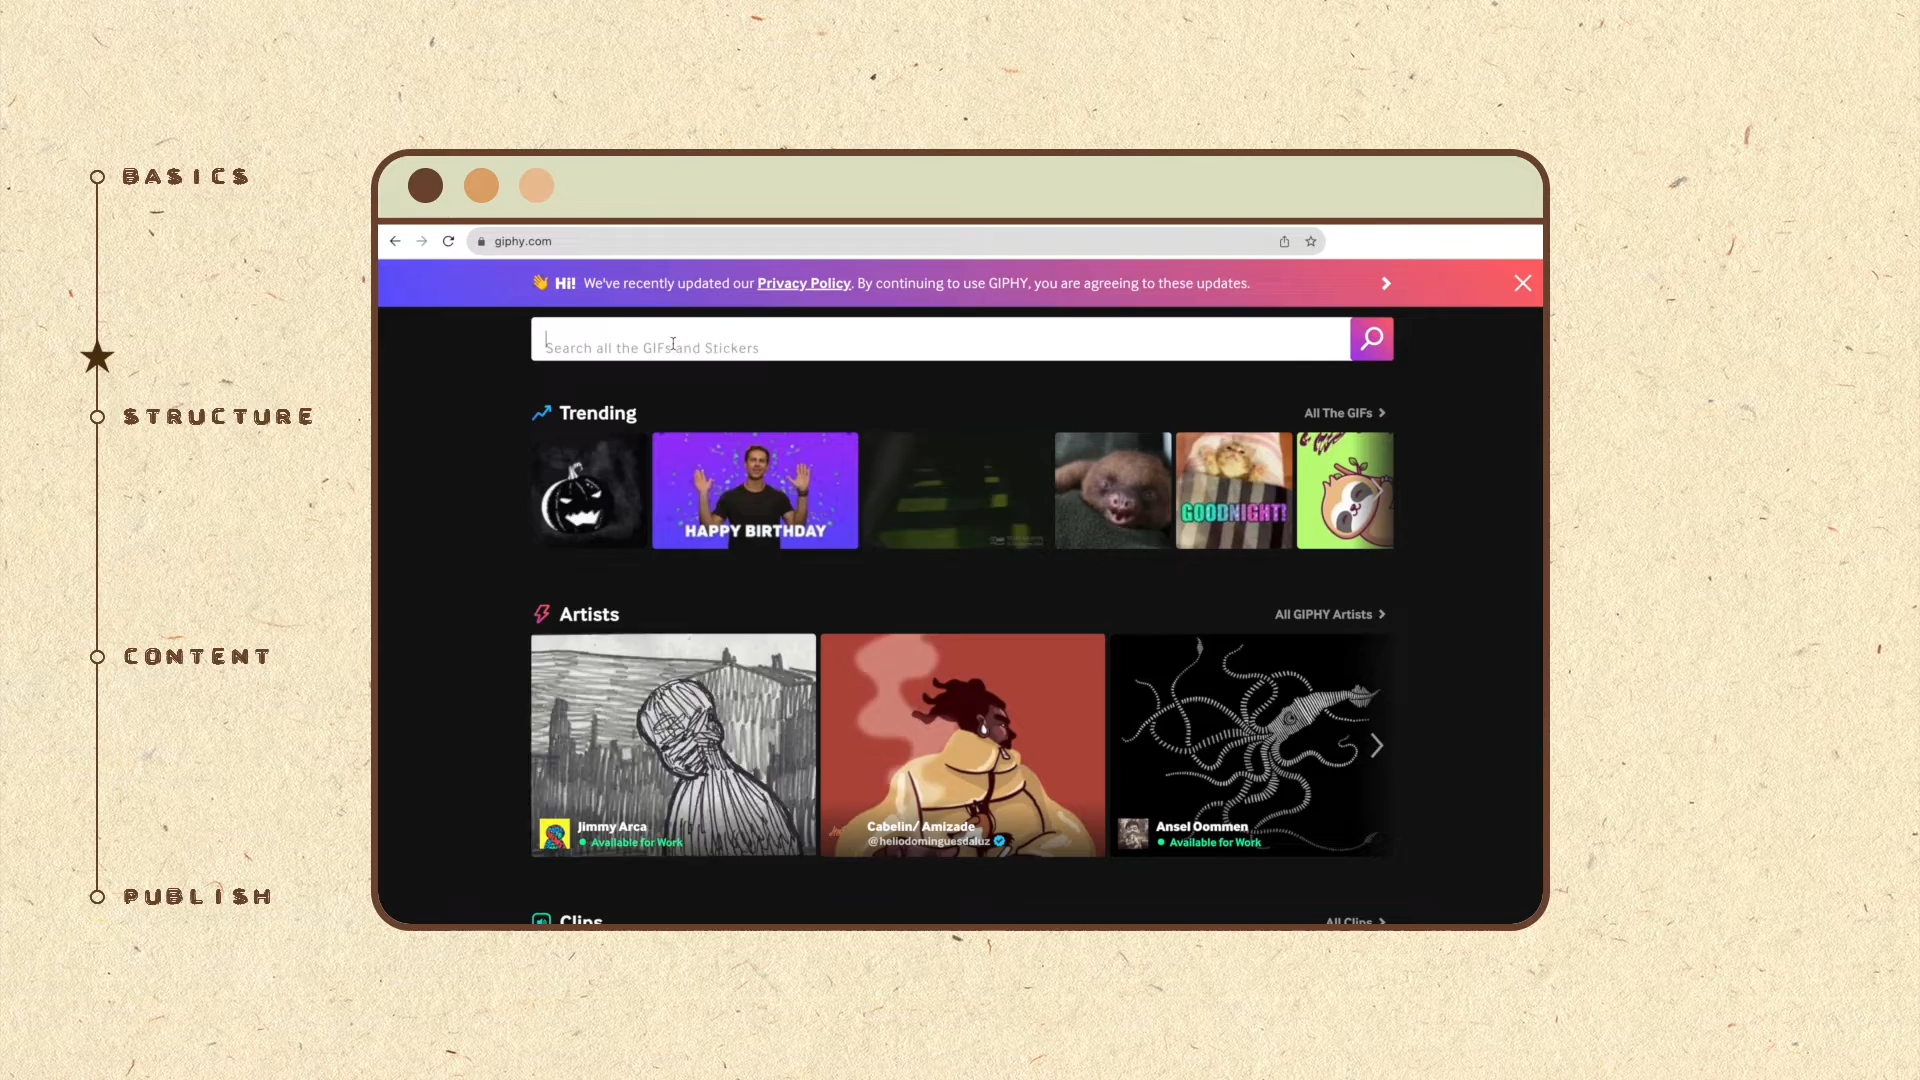 BASICS
STRUCTURE
CONTENT
PUBLISH
giphy.com
👋 Hi! We've recently updated our Privacy Policy. By continuing to use GIPHY, you are agreeing to these updates.
Search all the GIFs and Stickers
Trending
All The GIFs
HAPPY BIRTHDAY
GOODNIGHT!
Artists
All GIPHY Artists
Jimmy Arca
Available for Work
Cabelin/ Amizade
@heliodominguesdaluz
Ansel Oommen
Available for Work
Clips
All Clips